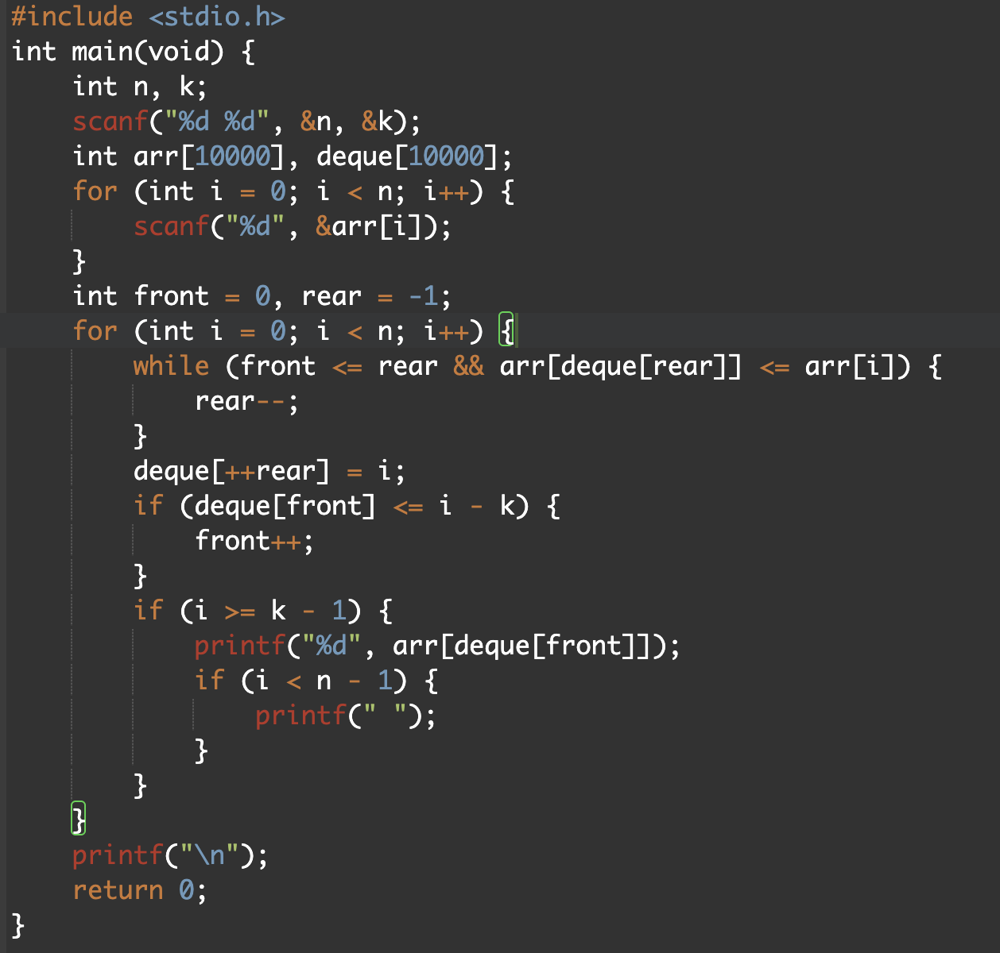 #include <stdio.h>
int main(void) {
    int n, k;
    scanf("%d %d", &n, &k);
    int arr[10000], deque[10000];
    for (int i = 0; i < n; i++) {
        scanf("%d", &arr[i]);
    }
    int front = 0, rear = -1;
    for (int i = 0; i < n; i++) {
        while (front <= rear && arr[deque[rear]] <= arr[i]) {
            rear--;
        }
        deque[++rear] = i;
        if (deque[front] <= i - k) {
            front++;
        }
        if (i >= k - 1) {
            printf("%d", arr[deque[front]]);
            if (i < n - 1) {
                printf(" ");
            }
        }
    }
    printf("\n");
    return 0;
}